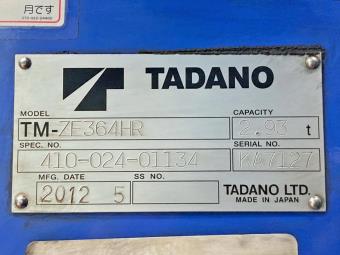 月です
TADANO
MODEL
CAPACITY
TM-ZE364HR
2.93 t
SPEC. NO.
SERIAL NO.
410-024-01134
MFG. DATE
SS NO.
2012 5
TADANO LTD.
MADE IN JAPAN